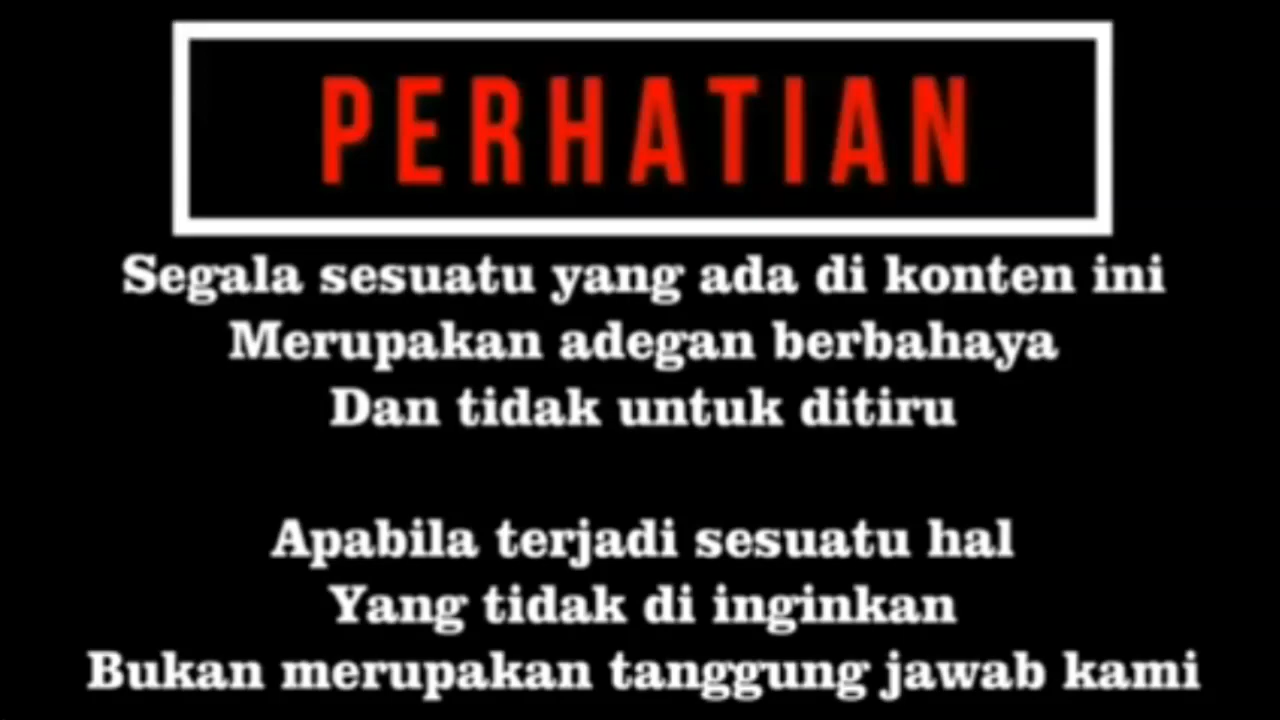 PERHATIAN
Segala sesuatu yang ada di konten ini
Merupakan adegan berbahaya
Dan tidak untuk ditiru
Apabila terjadi sesuatu hal
Yang tidak di inginkan
Bukan merupakan tanggung jawab kami